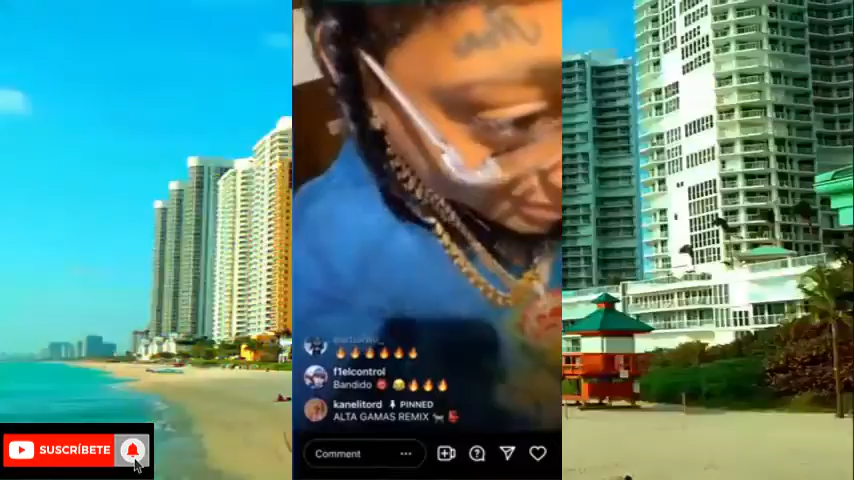 🔥🔥🔥🔥🔥🔥
f1elcontrol
Bandido 👹😂🔥🔥🔥
kanelitord PINNED
ALTA GAMAS REMIX
Comment ...
SUSCRÍBETE